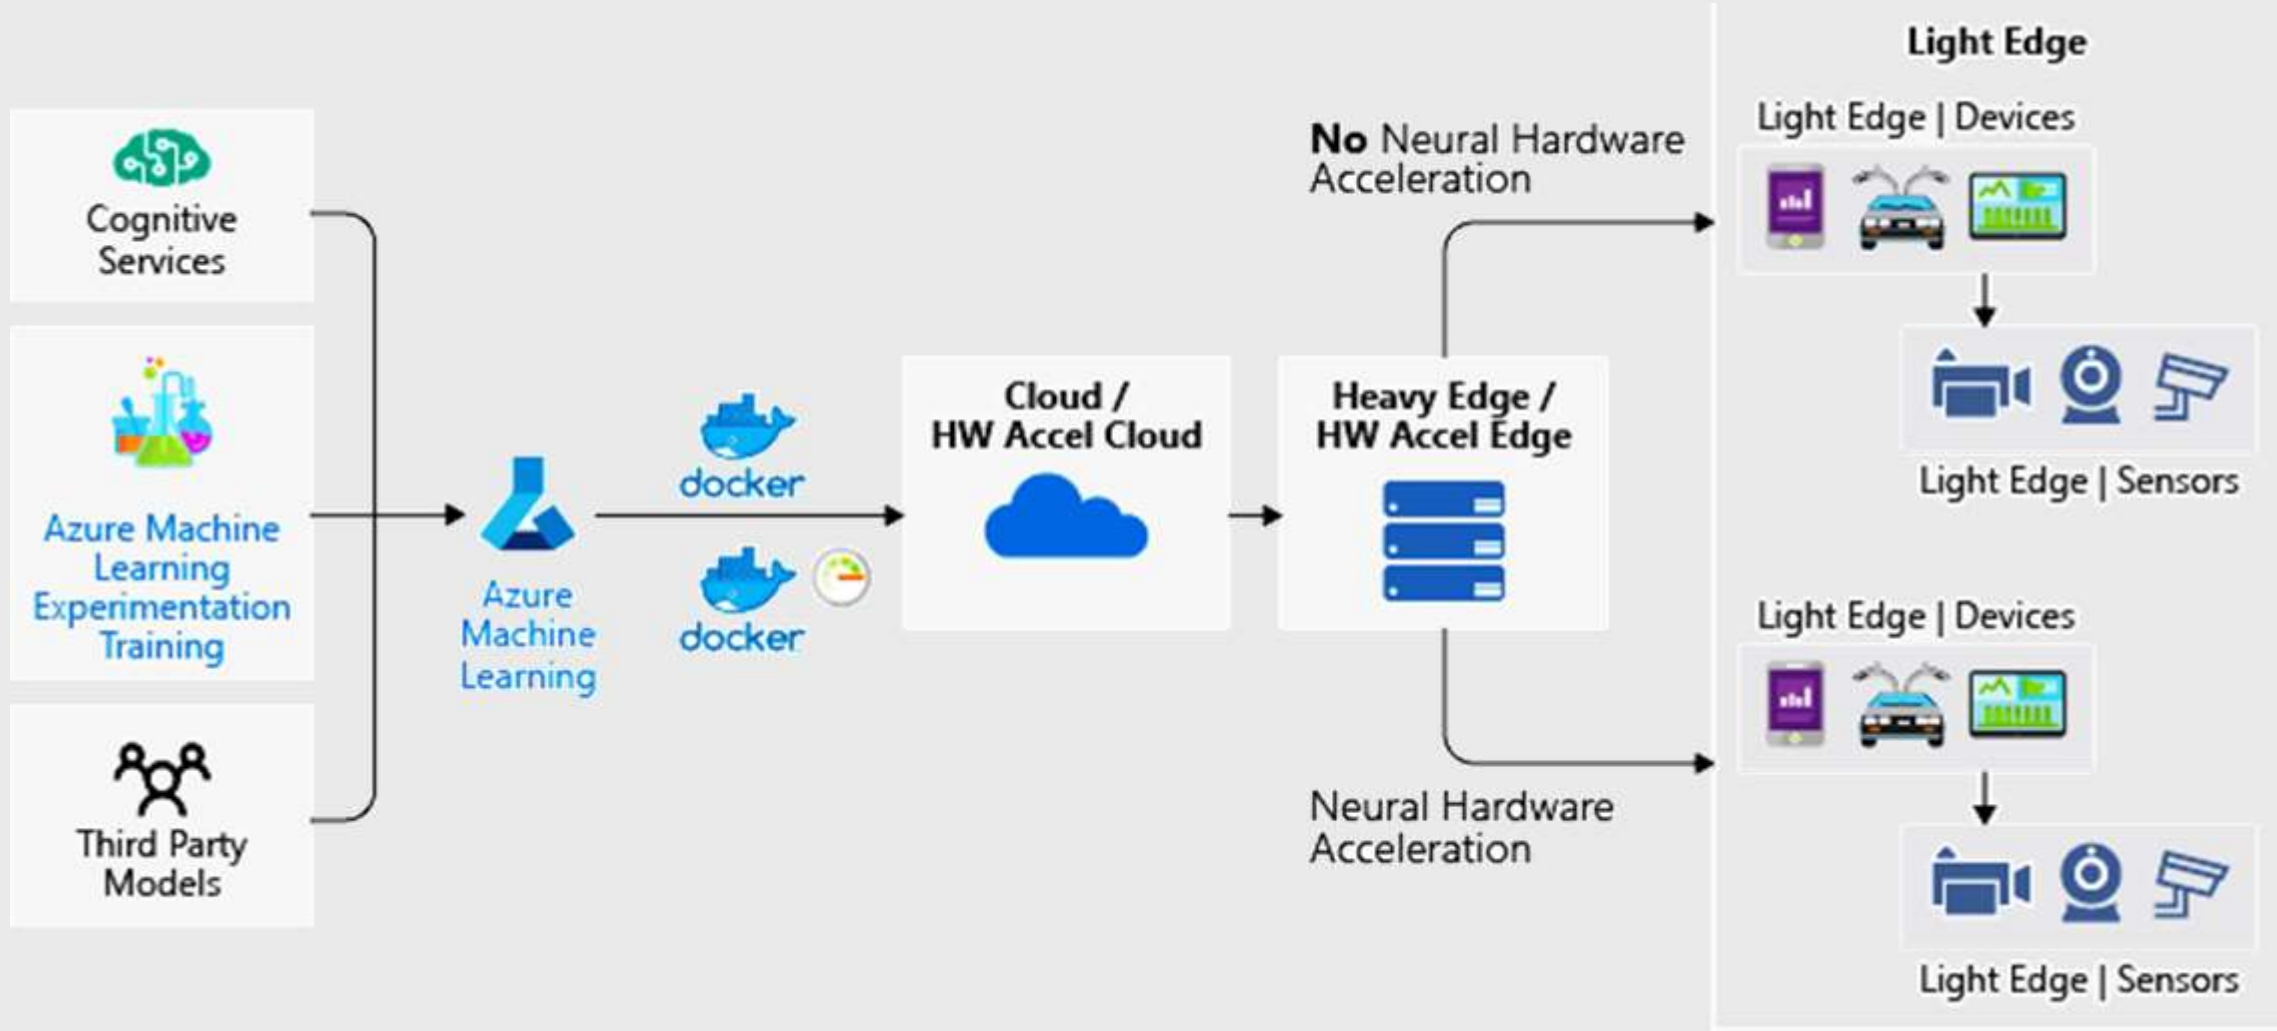 Cognitive
Services
Azure Machine
Learning
Experimentation
Training
Third Party
Models
Azure
Machine
Learning
docker
docker
Cloud /
HW Accel Cloud
Heavy Edge /
HW Accel Edge
No Neural Hardware
Acceleration
Neural Hardware
Acceleration
Light Edge
Light Edge | Devices
Light Edge | Sensors
Light Edge | Devices
Light Edge | Sensors